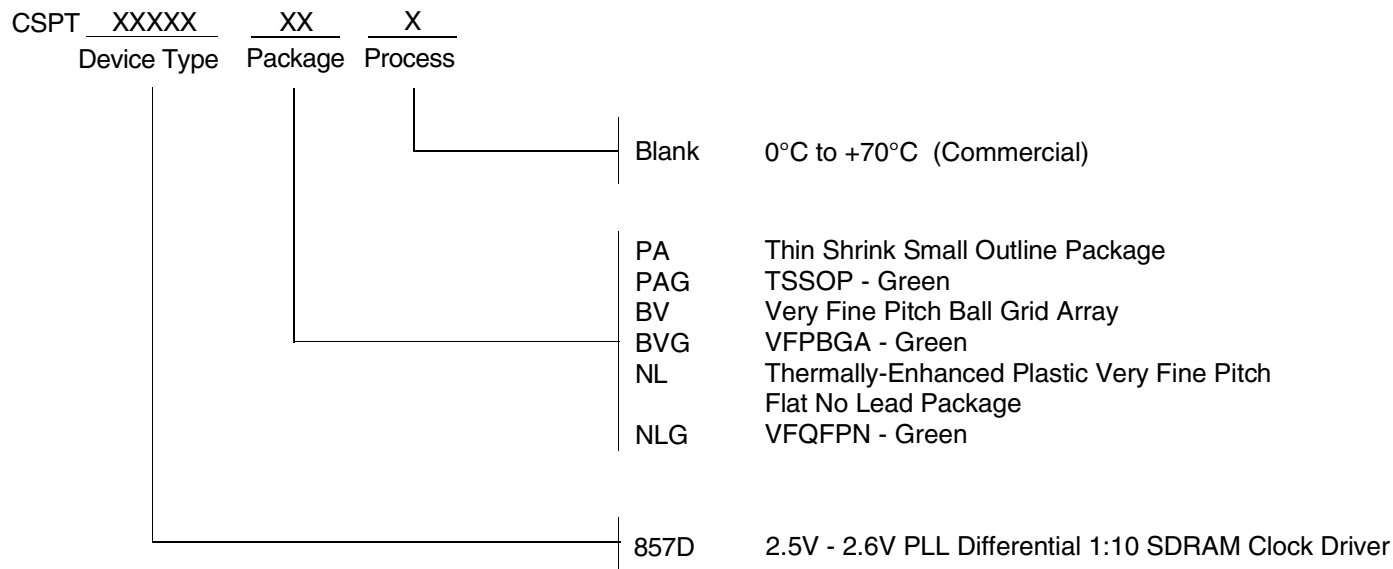 CSPT XXXXX XX X
Device Type Package Process
Blank 0°C to +70°C (Commercial)
PA Thin Shrink Small Outline Package
PAG TSSOP - Green
BV Very Fine Pitch Ball Grid Array
BVG VFPBGA - Green
NL Thermally-Enhanced Plastic Very Fine Pitch
Flat No Lead Package
NLG VFQFPN - Green
857D 2.5V - 2.6V PLL Differential 1:10 SDRAM Clock Driver